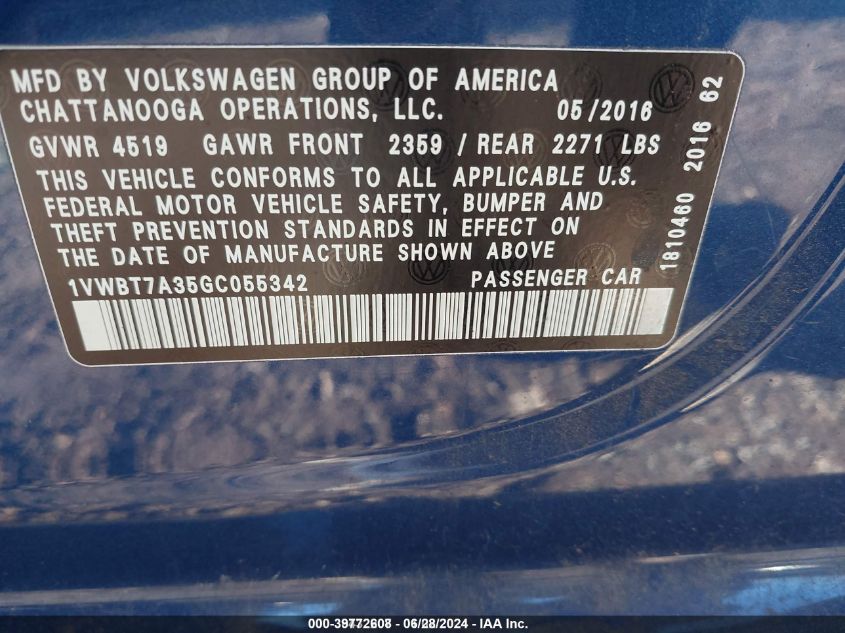 MFD BY VOLKSWAGEN GROUP OF AMERICA
CHATTANOOGA OPERATIONS, LLC. 05/2016
GVWR 4519 GAWR FRONT 2359 / REAR 2271 LBS
THIS VEHICLE CONFORMS TO ALL APPLICABLE U.S.
FEDERAL MOTOR VEHICLE SAFETY, BUMPER AND
THEFT PREVENTION STANDARDS IN EFFECT ON
THE DATE OF MANUFACTURE SHOWN ABOVE
1VWBT7A35GC055342 PASSENGER CAR
1810460 2016 62
000-39772608 - 06/28/2024 - IAA Inc.